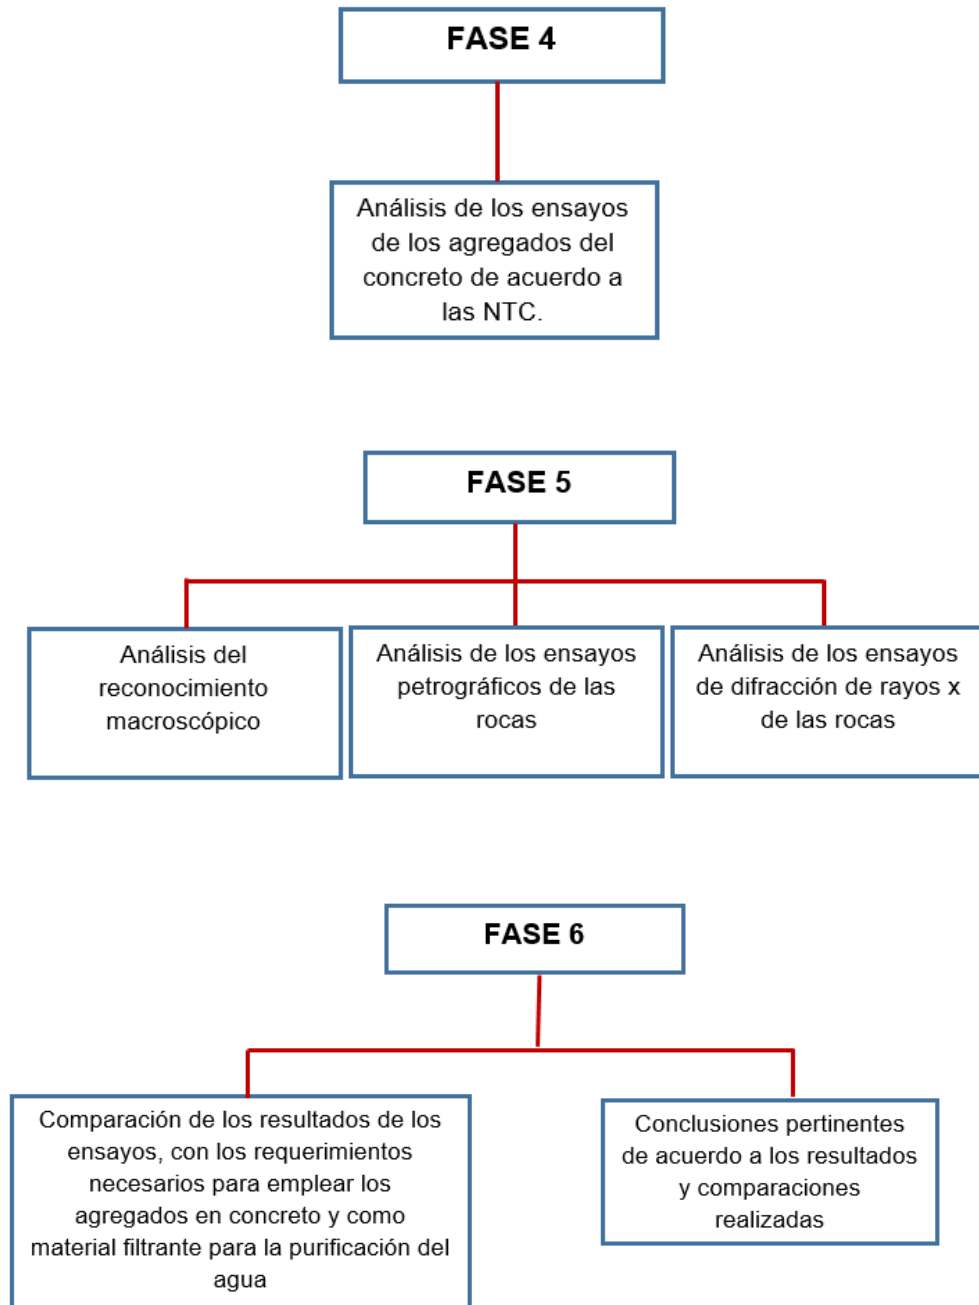 FASE 4
Análisis de los ensayos
de los agregados del
concreto de acuerdo a
las NTC.
FASE 5
Análisis del
reconocimiento
macroscópico
Análisis de los ensayos
petrográficos de las
rocas
Análisis de los ensayos
de difracción de rayos x
de las rocas
FASE 6
Comparación de los resultados de los
ensayos, con los requerimientos
necesarios para emplear los
agregados en concreto y como
material filtrante para la purificación del
agua
Conclusiones pertinentes
de acuerdo a los resultados
y comparaciones
realizadas